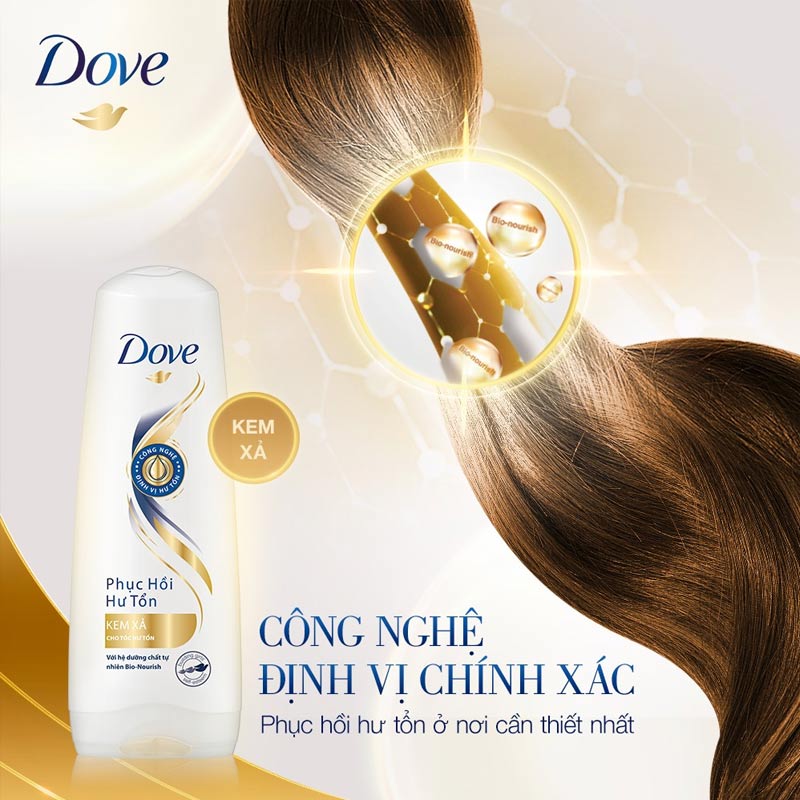 Dove
Bio-nourish
Bio-nourish
Bio-nourish
Dove
KEM
XẢ
CÔNG NGHỆ
ĐỊNH VỊ HƯ TỔN
Phục Hồi
Hư Tổn
KEM XẢ
CHO TÓC HƯ TỔN
Với hệ dưỡng chất tự
nhiên Bio-Nourish
CÔNG NGHỆ
ĐỊNH VỊ CHÍNH XÁC
Phục hồi hư tổn ở nơi cần thiết nhất